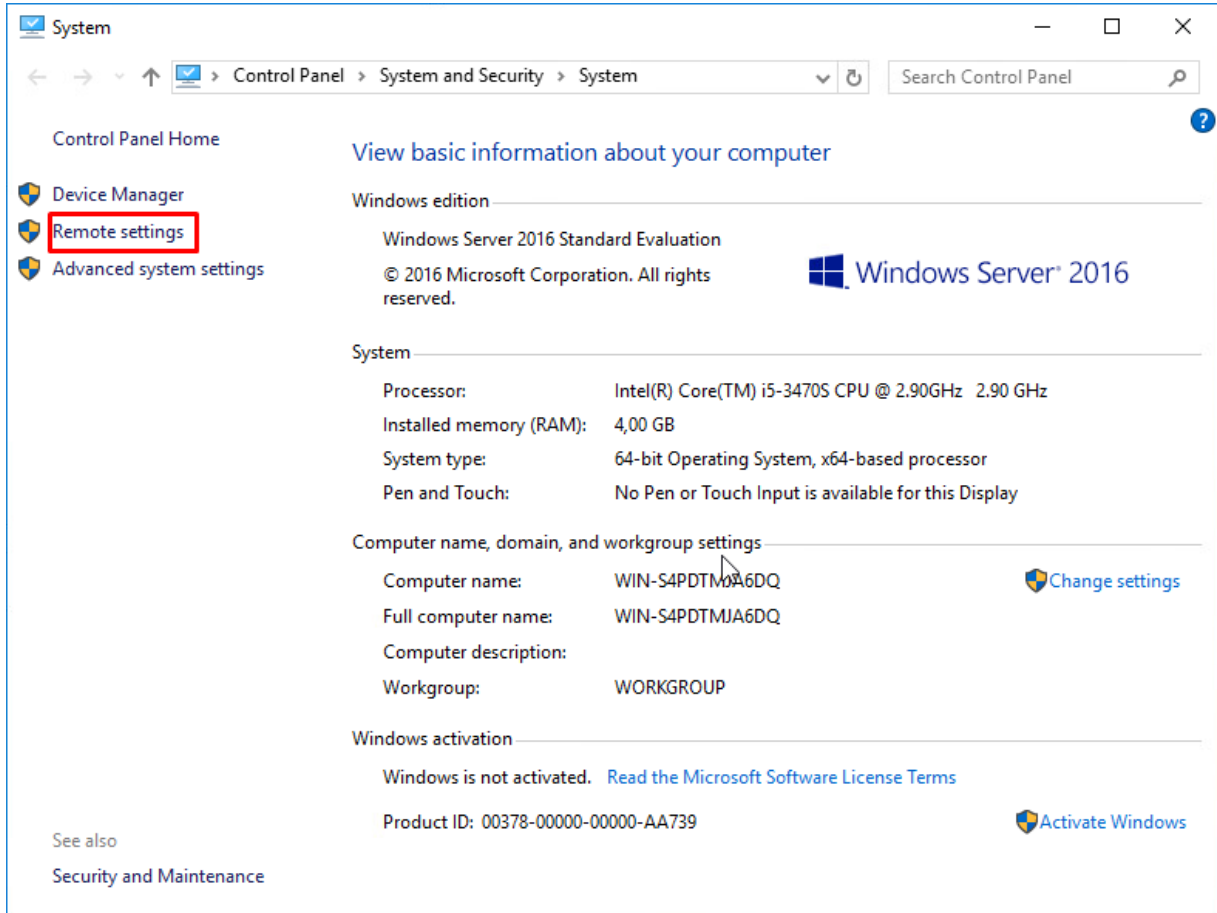 System
Control Panel > System and Security > System
Search Control Panel
?
Control Panel Home
Device Manager
Remote settings
Advanced system settings
View basic information about your computer
Windows edition
Windows Server 2016 Standard Evaluation
© 2016 Microsoft Corporation. All rights
reserved.
Windows Server® 2016
System
Processor: Intel(R) Core(TM) i5-3470S CPU @ 2.90GHz 2.90 GHz
Installed memory (RAM): 4,00 GB
System type: 64-bit Operating System, x64-based processor
Pen and Touch: No Pen or Touch Input is available for this Display
Computer name, domain, and workgroup settings
Computer name: WIN-S4PDTMJA6DQ
Change settings
Full computer name: WIN-S4PDTMJA6DQ
Computer description:
Workgroup: WORKGROUP
Windows activation
Windows is not activated. Read the Microsoft Software License Terms
Product ID: 00378-00000-00000-AA739
Activate Windows
See also
Security and Maintenance